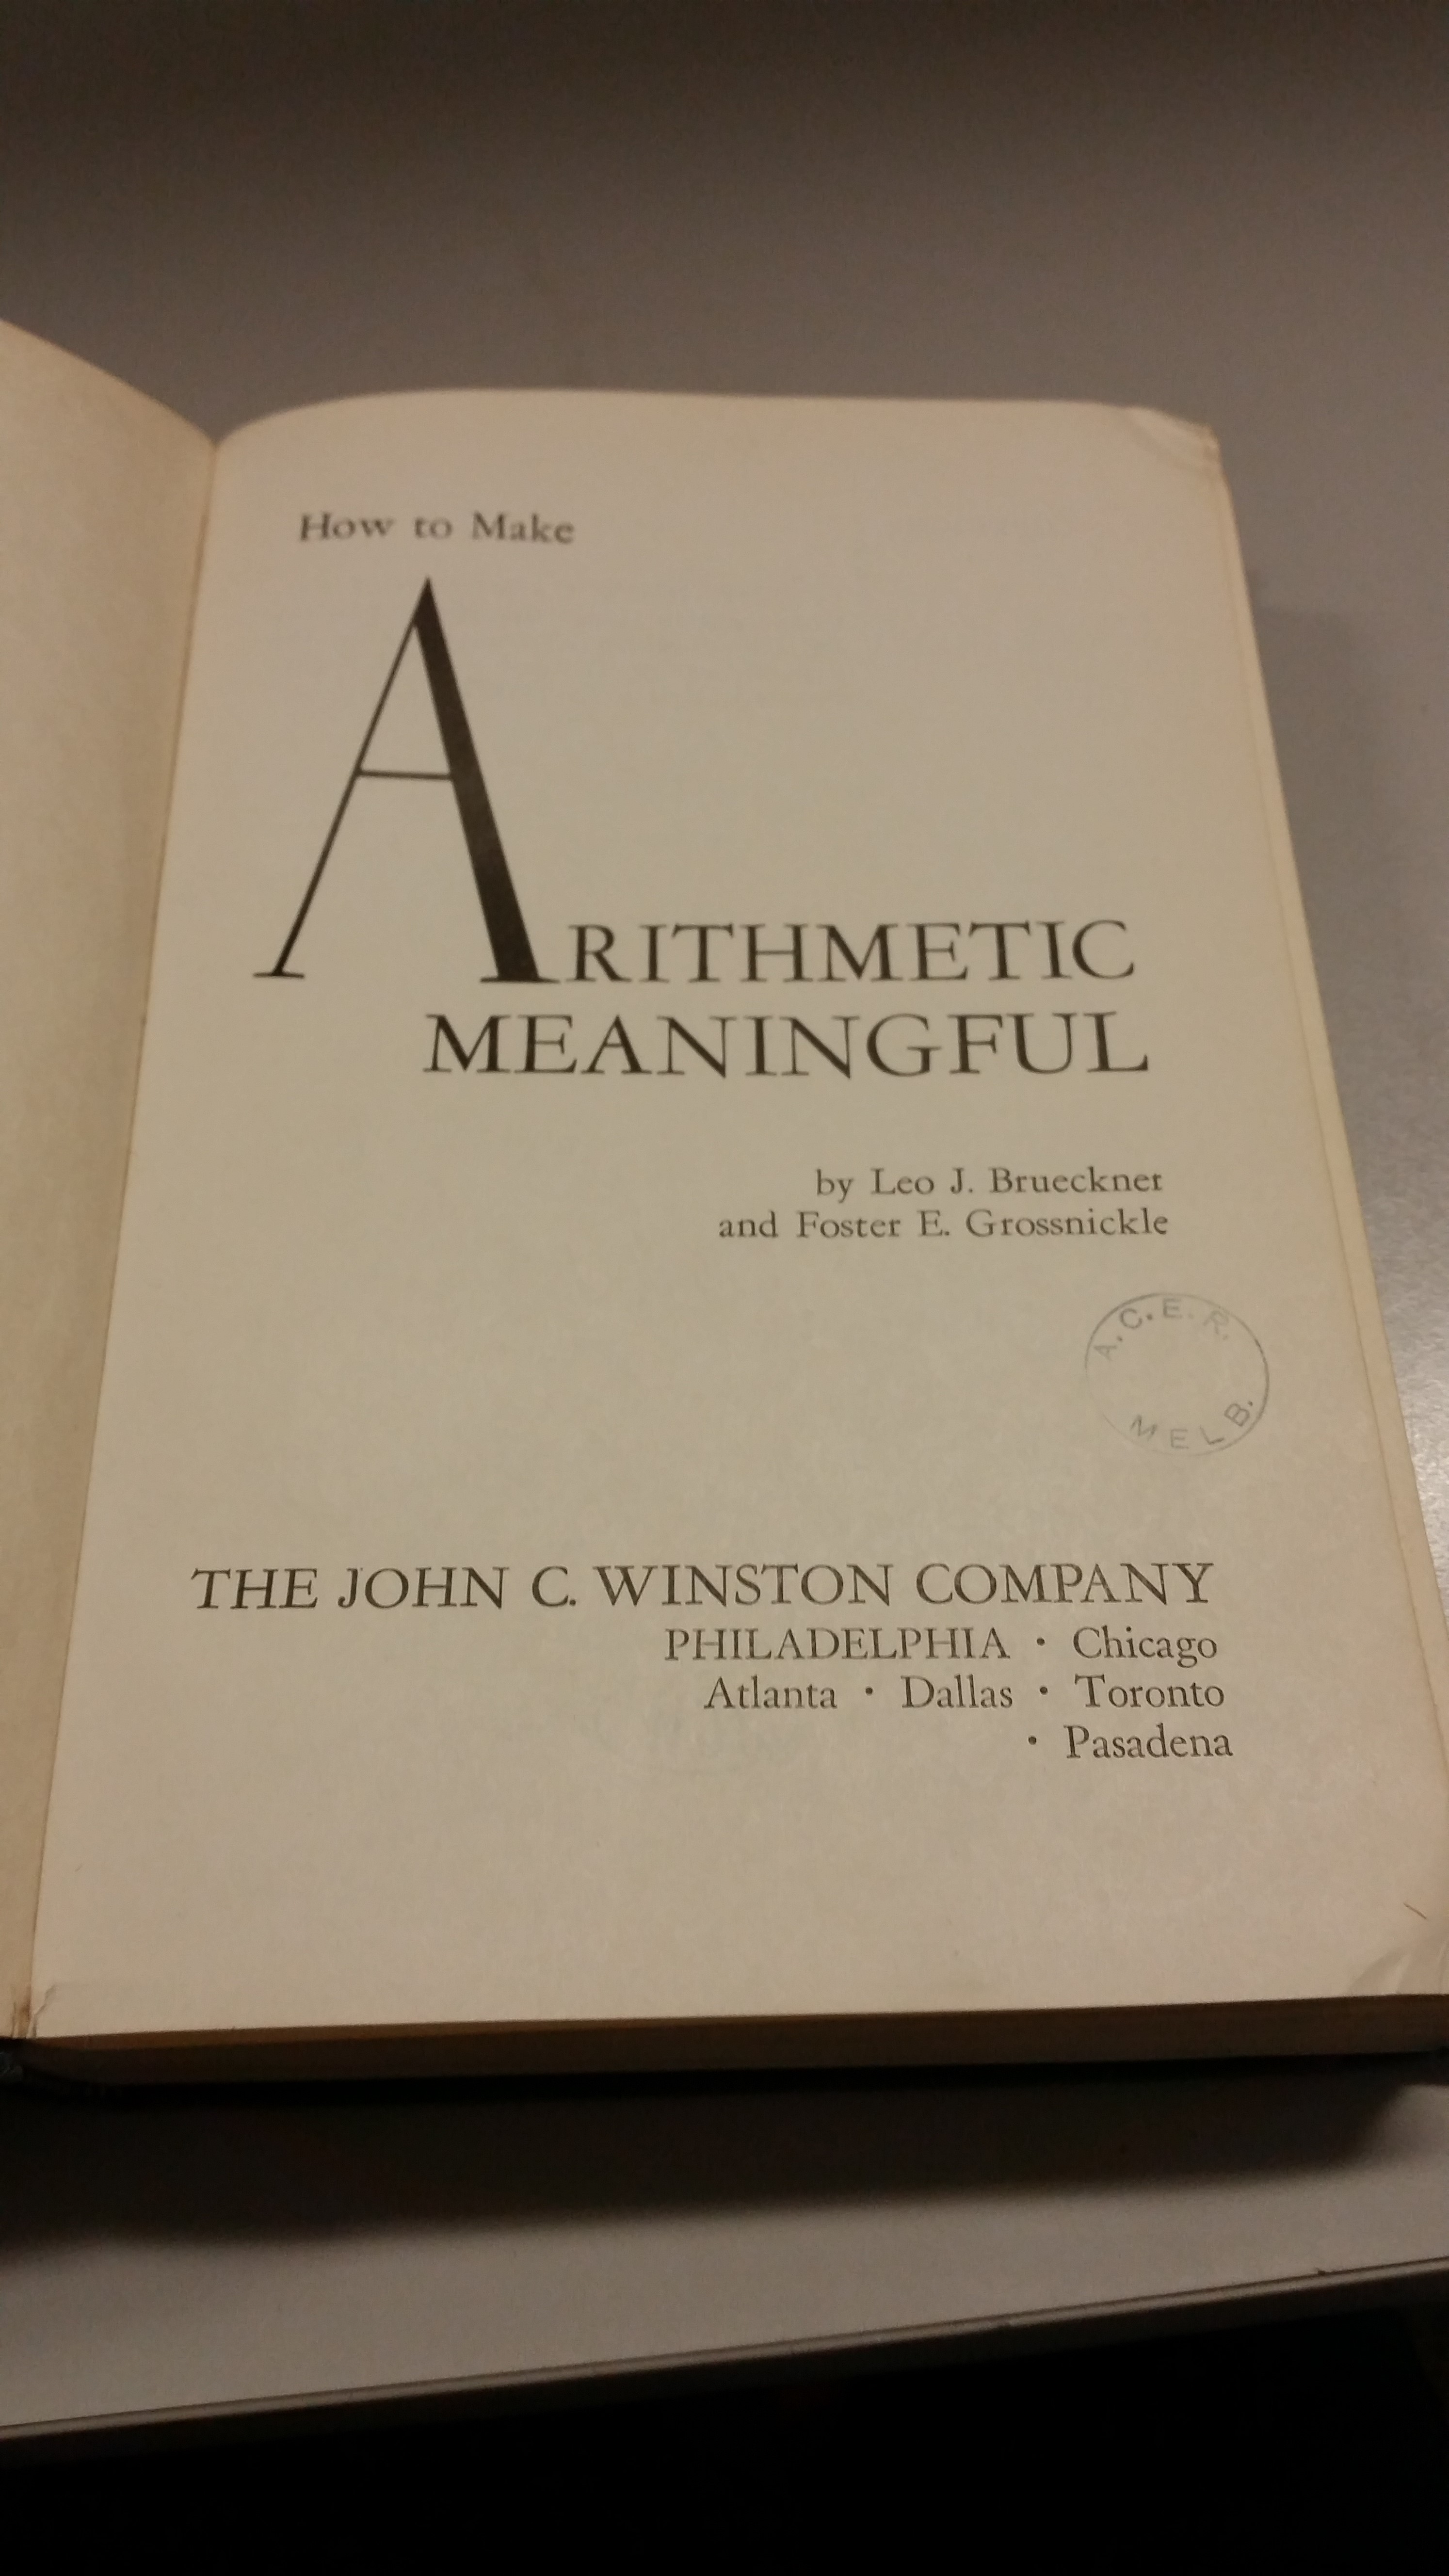 How to Make
ARITHMETIC
MEANINGFUL
by Leo J. Brueckner
and Foster E. Grossnickle
A.C.E.R.
MELB.
THE JOHN C. WINSTON COMPANY
PHILADELPHIA • Chicago
Atlanta • Dallas • Toronto
• Pasadena